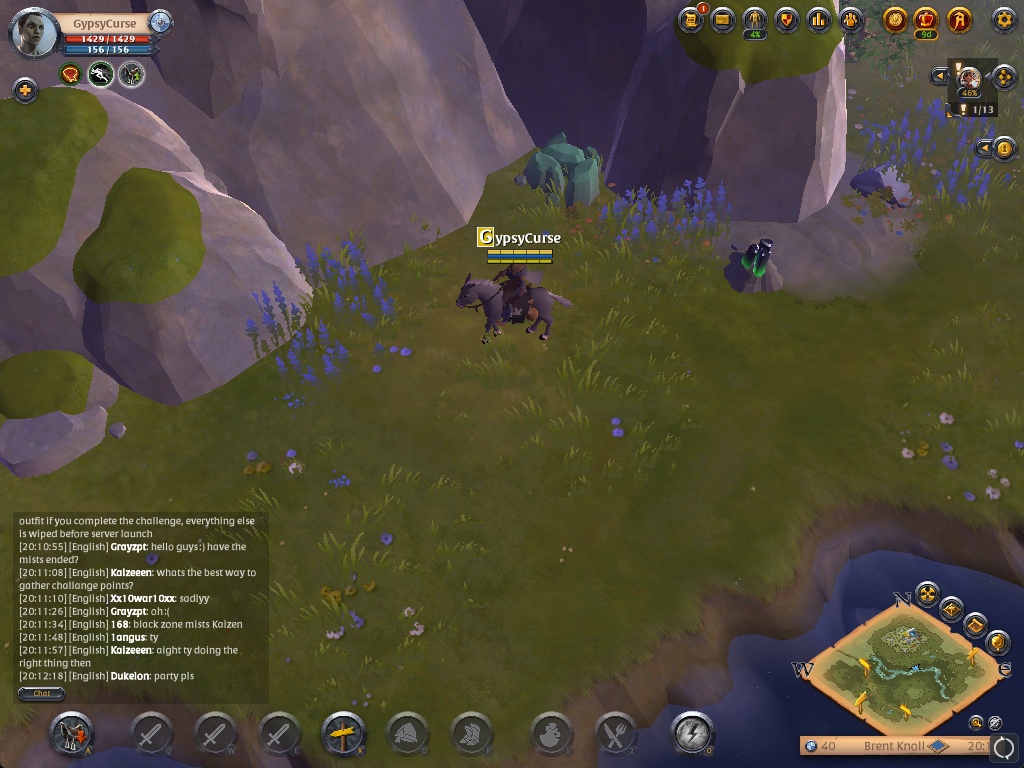 GypsyCurse
1429 / 1429
156 / 156
1
4%
9d
46%
1/13
GypsyCurse
outfit if you complete the challenge, everything else
is wiped before server launch
[20:10:55] [English] Grayzpt: hello guys:) have the
mists ended?
[20:11:08] [English] Kaizeeen: whats the best way to
gather challange points?
[20:11:10] [English] Xx10war10xx: sadlyy
[20:11:26] [English] Grayzpt: oh:(
[20:11:34] [English] 168: black zone mists Kaizen
[20:11:48] [English] 1angus: ty
[20:11:57] [English] Kaizeeen: aight ty doing the
right thing then
[20:12:18] [English] Dukelon: party pls
Chat
N
W
E
A
Q
W
E
R
D
F
2
40
Brent Knoll
20: